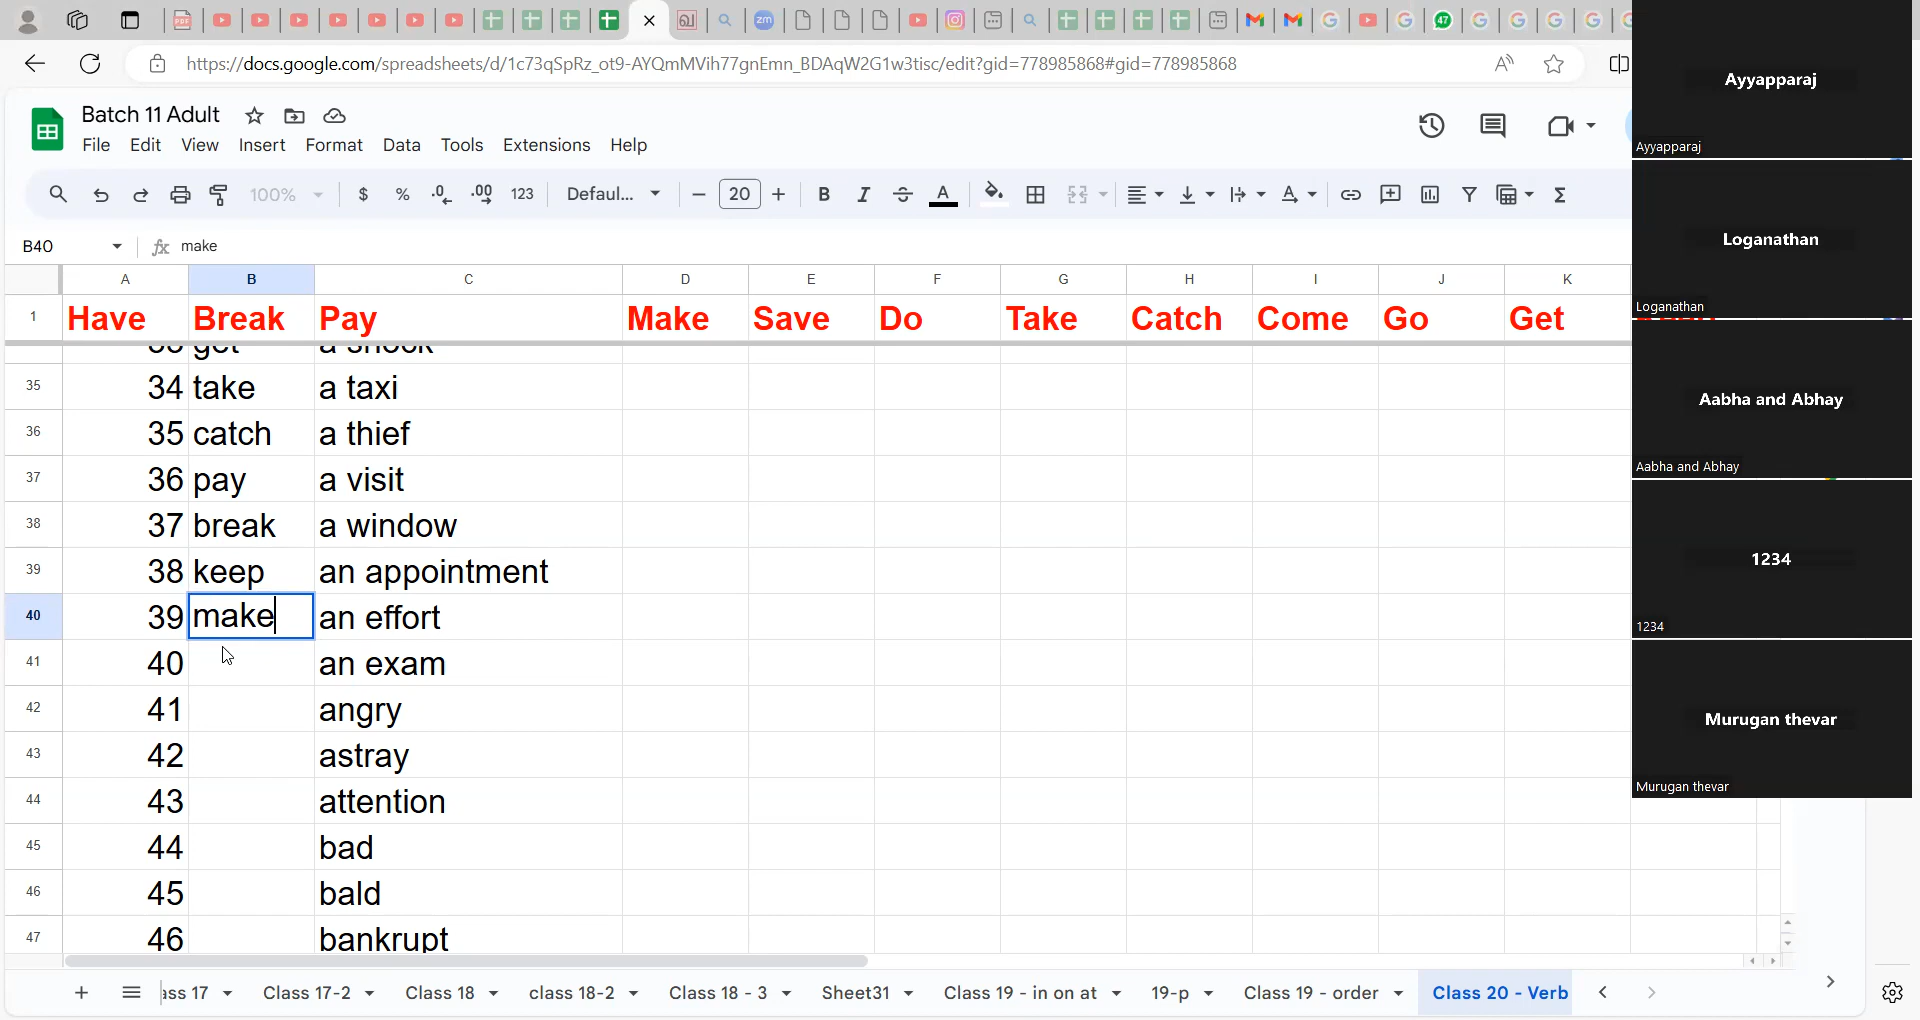 https://docs.google.com/spreadsheets/d/1c73qSpRz_ot9-AYQmMVih77gnEmn_BDAqW2G1w3tisc/edit?gid=778985868#gid=778985868
Batch 11 Adult
File Edit View Insert Format Data Tools Extensions Help
100% $ % .0 .00 123 Defaul... 20 B I A
B40 fx make
A B C D E F G H I J K
1 Have Break Pay Make Save Do Take Catch Come Go Get
35 34 take a taxi
36 35 catch a thief
37 36 pay a visit
38 37 break a window
39 38 keep an appointment
40 39 make an effort
41 40 an exam
42 41 angry
43 42 astray
44 43 attention
45 44 bad
46 45 bald
47 46 bankrupt
ass 17 Class 17-2 Class 18 class 18-2 Class 18 - 3 Sheet31 Class 19 - in on at 19-p Class 19 - order Class 20 - Verb
Ayyapparaj
Ayyapparaj
Loganathan
Loganathan
Aabha and Abhay
Aabha and Abhay
1234
1234
Murugan thevar
Murugan thevar